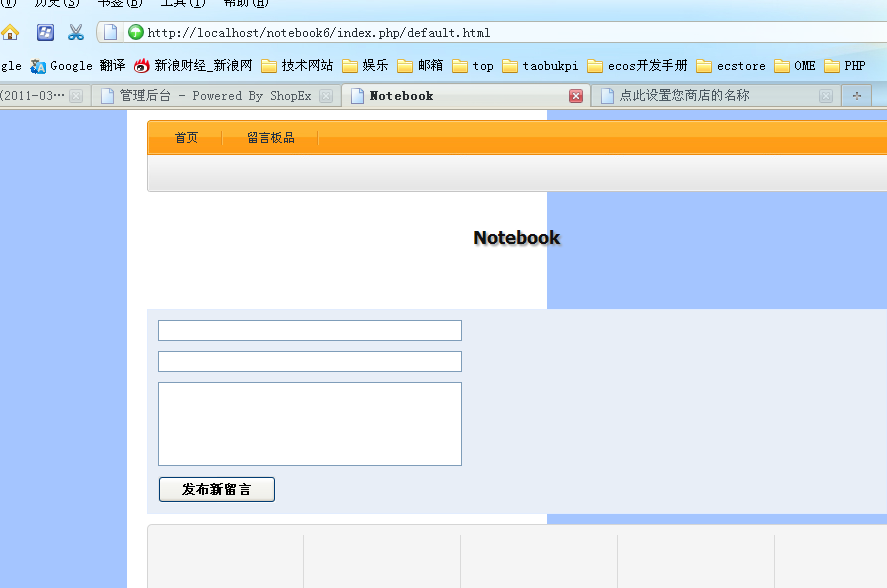 (V) 历史(S) 书签(B) 工具(T) 帮助(H)
http://localhost/notebook6/index.php/default.html
gle Google 翻译 新浪财经_新浪网 技术网站 娱乐 邮箱 top taobukpi ecos开发手册 ecstore OME PHP
(2011-03… 管理后台 - Powered By ShopEx Notebook 点此设置您商店的名称
首页 留言板品
Notebook
发布新留言